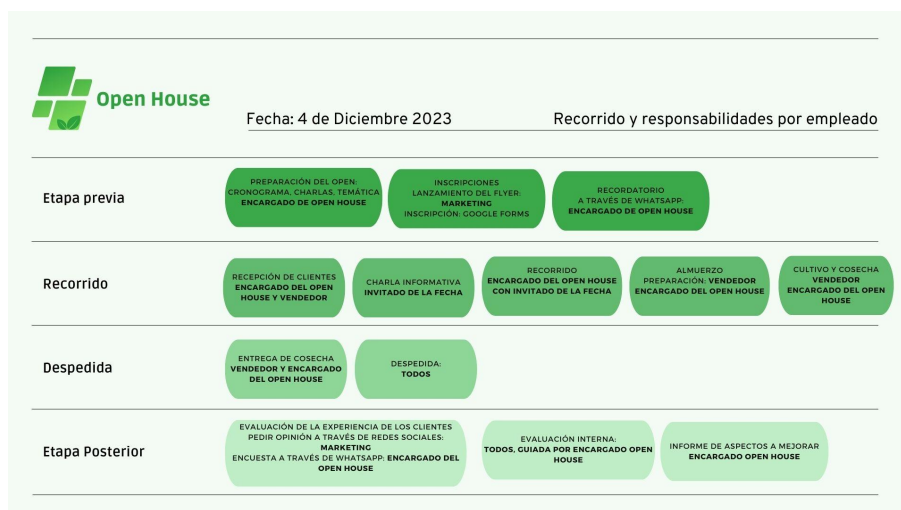 Open House
Fecha: 4 de Diciembre 2023
Recorrido y responsabilidades por empleado
Etapa previa
PREPARACIÓN DEL OPEN:
CRONOGRAMA, CHARLAS, TEMÁTICA
ENCARGADO DE OPEN HOUSE
INSCRIPCIONES
LANZAMIENTO DEL FLYER:
MARKETING
INSCRIPCIÓN: GOOGLE FORMS
RECORDATORIO
A TRAVÉS DE WHATSAPP:
ENCARGADO DE OPEN HOUSE
Recorrido
RECEPCIÓN DE CLIENTES
ENCARGADO DEL OPEN
HOUSE Y VENDEDOR
CHARLA INFORMATIVA
INVITADO DE LA FECHA
RECORRIDO
ENCARGADO DEL OPEN HOUSE
CON INVITADO DE LA FECHA
ALMUERZO
PREPARACIÓN: VENDEDOR
ENCARGADO DEL OPEN HOUSE
CULTIVO Y COSECHA
VENDEDOR
ENCARGADO DEL OPEN
HOUSE
Despedida
ENTREGA DE COSECHA
VENDEDOR Y ENCARGADO
DEL OPEN HOUSE
DESPEDIDA:
TODOS
Etapa Posterior
EVALUACIÓN DE LA EXPERIENCIA DE LOS CLIENTES
PEDIR OPINIÓN A TRAVÉS DE REDES SOCIALES:
MARKETING
ENCUESTA A TRAVÉS DE WHATSAPP: ENCARGADO DEL
OPEN HOUSE
EVALUACIÓN INTERNA:
TODOS, GUIADA POR ENCARGADO OPEN
HOUSE
INFORME DE ASPECTOS A MEJORAR
ENCARGADO OPEN HOUSE